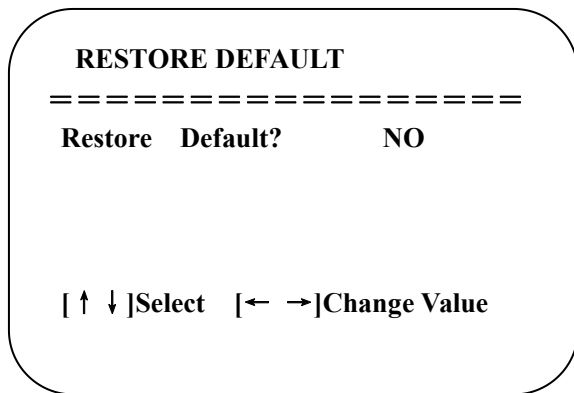 RESTORE DEFAULT
==================
Restore Default? NO
[↑ ↓]Select [← →]Change Value